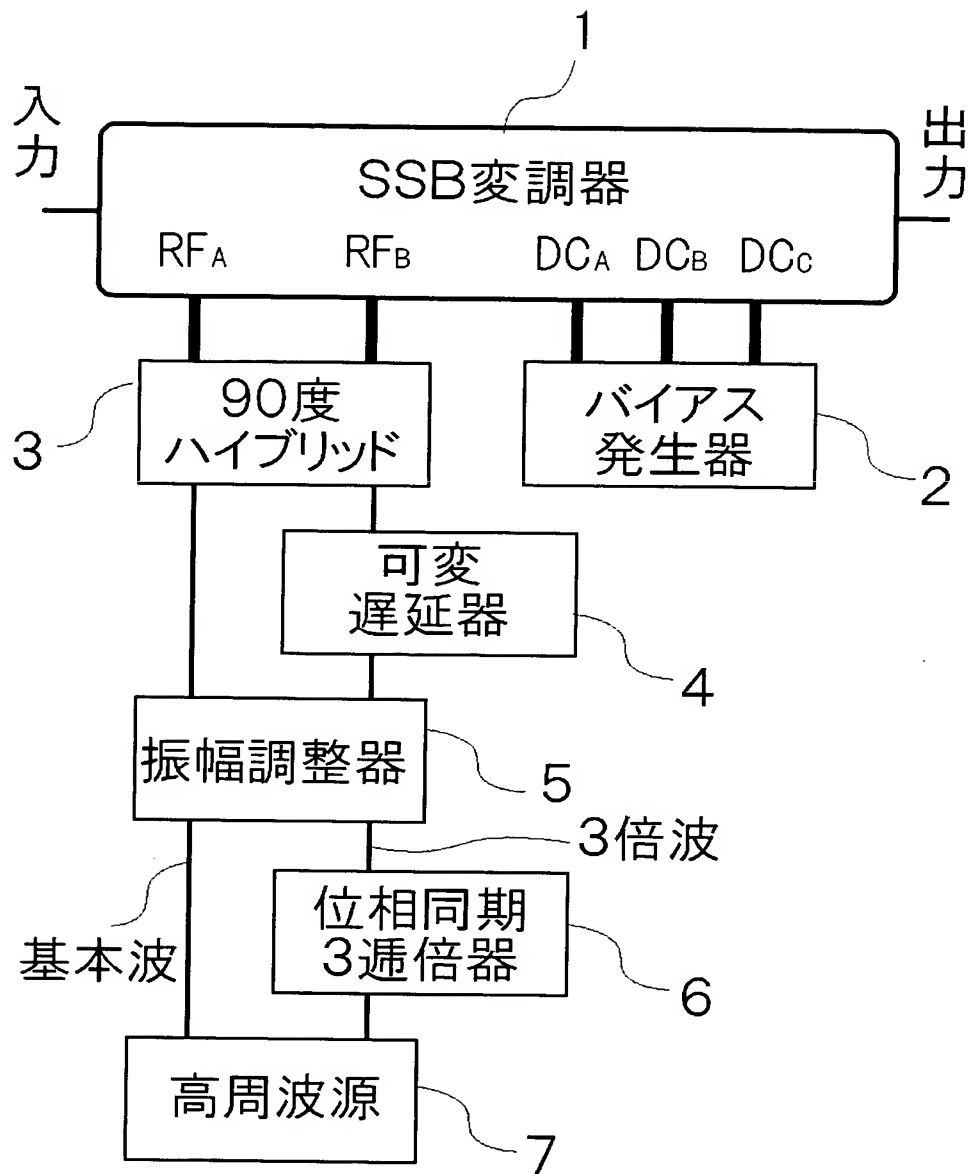 1
入力
出力
SSB変調器
RFA
RFB
DCA
DCB
DCC
3
90度
ハイブリッド
バイアス
発生器
2
可変
遅延器
4
振幅調整器
5
3倍波
基本波
位相同期
3逓倍器
6
高周波源
7